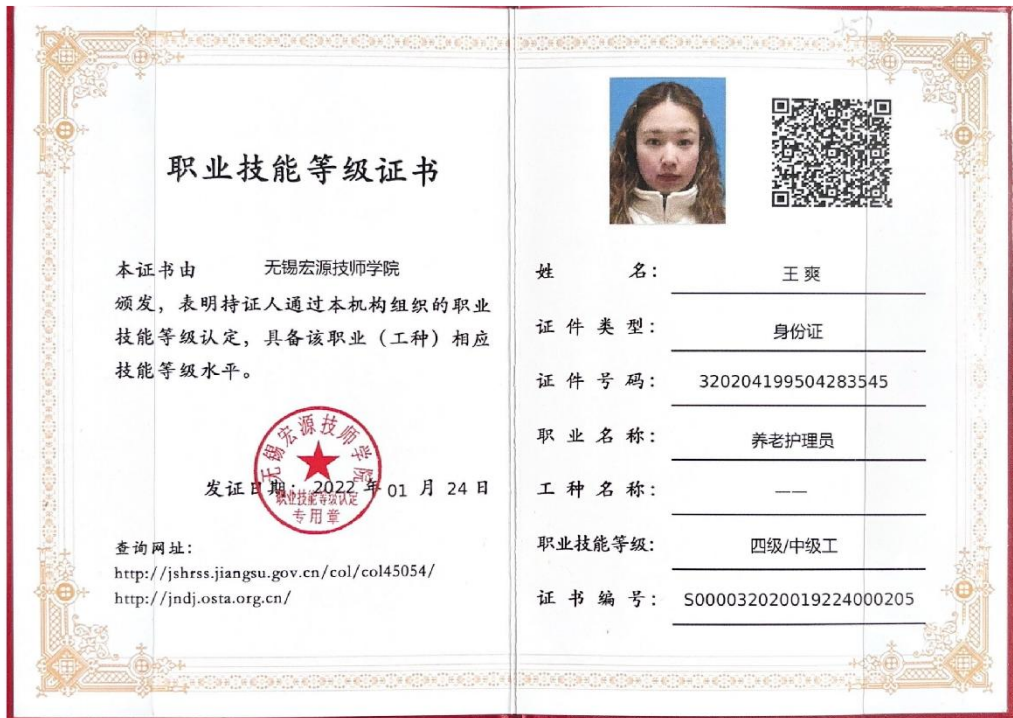 职业技能等级证书
本证书由 无锡宏源技师学院
颁发，表明持证人通过本机构组织的职业
技能等级认定，具备该职业（工种）相应
技能等级水平。
无锡宏源技师学院
职业技能等级认定
专用章
发证日期：2022 年 01 月 24 日
查询网址：
http://jshrss.jiangsu.gov.cn/col/col45054/
http://jndj.osta.org.cn/
姓 名： 王爽
证件类型： 身份证
证件号码： 320204199504283545
职业名称： 养老护理员
工种名称： ——
职业技能等级： 四级/中级工
证书编号： S000032020019224000205